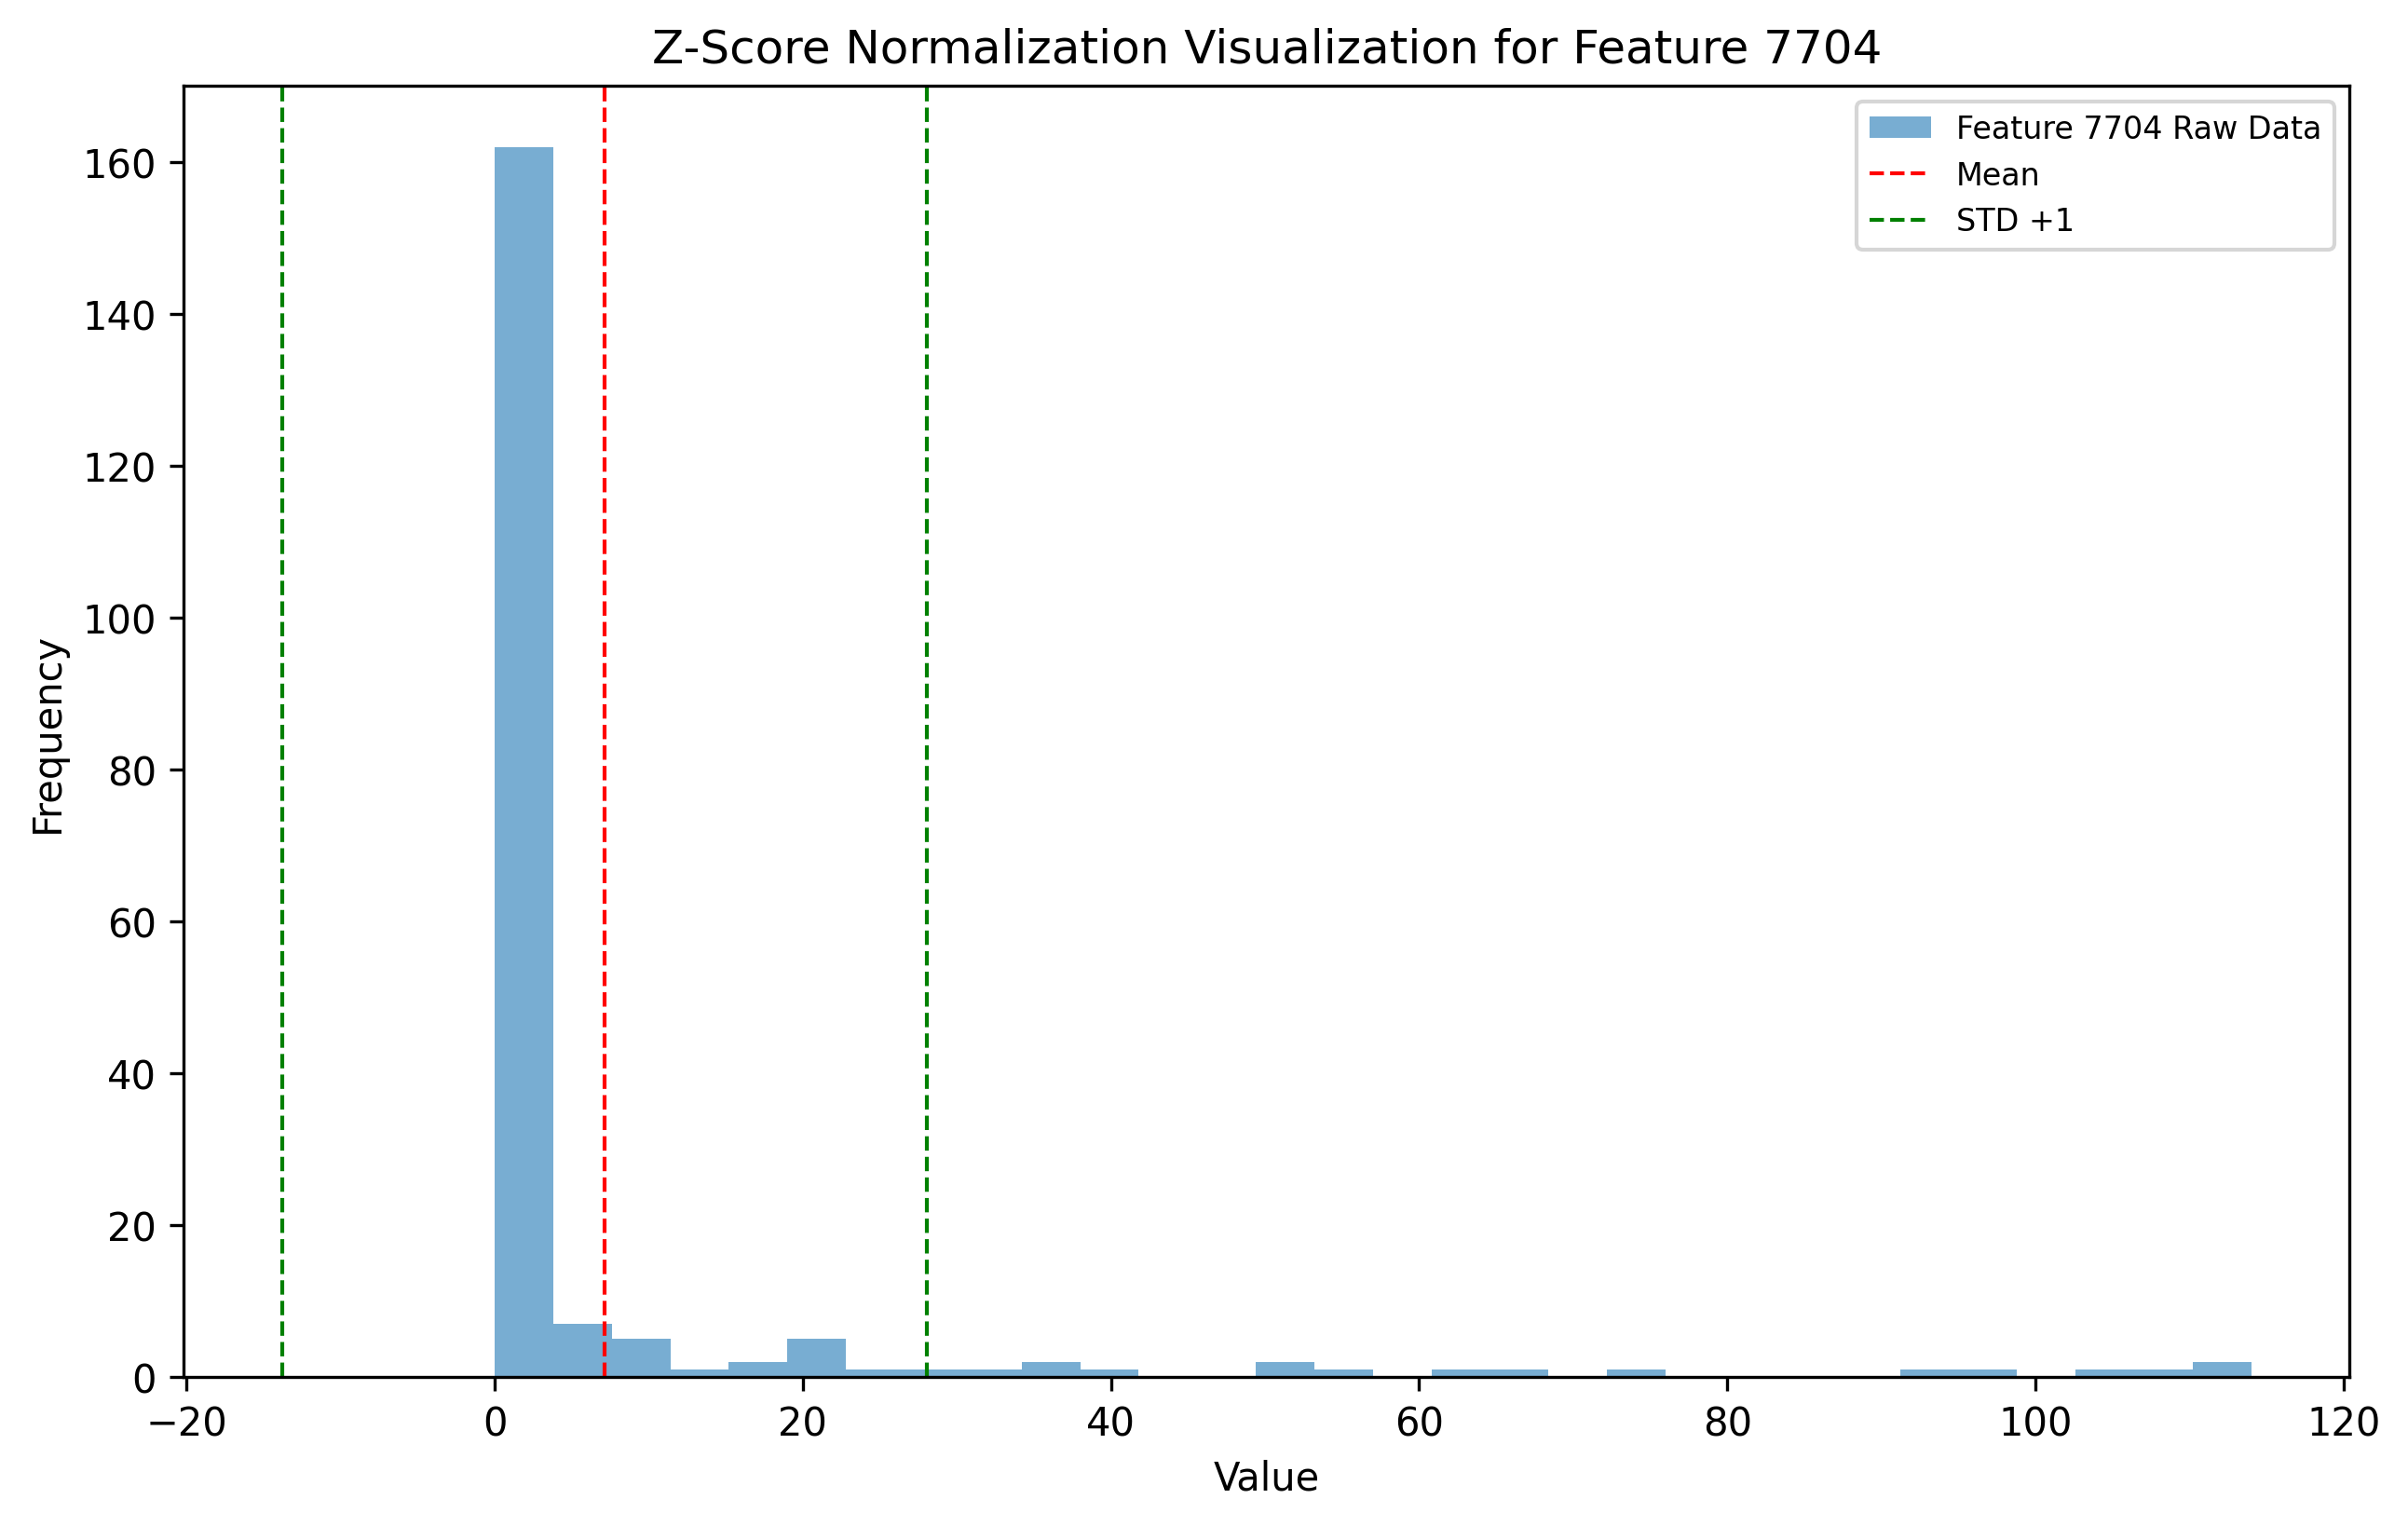 Z-Score Normalization Visualization for Feature 7704
Feature 7704 Raw Data
Mean
STD +1
160
140
120
100
80
60
40
20
0
Frequency
−20 0 20 40 60 80 100 120
Value